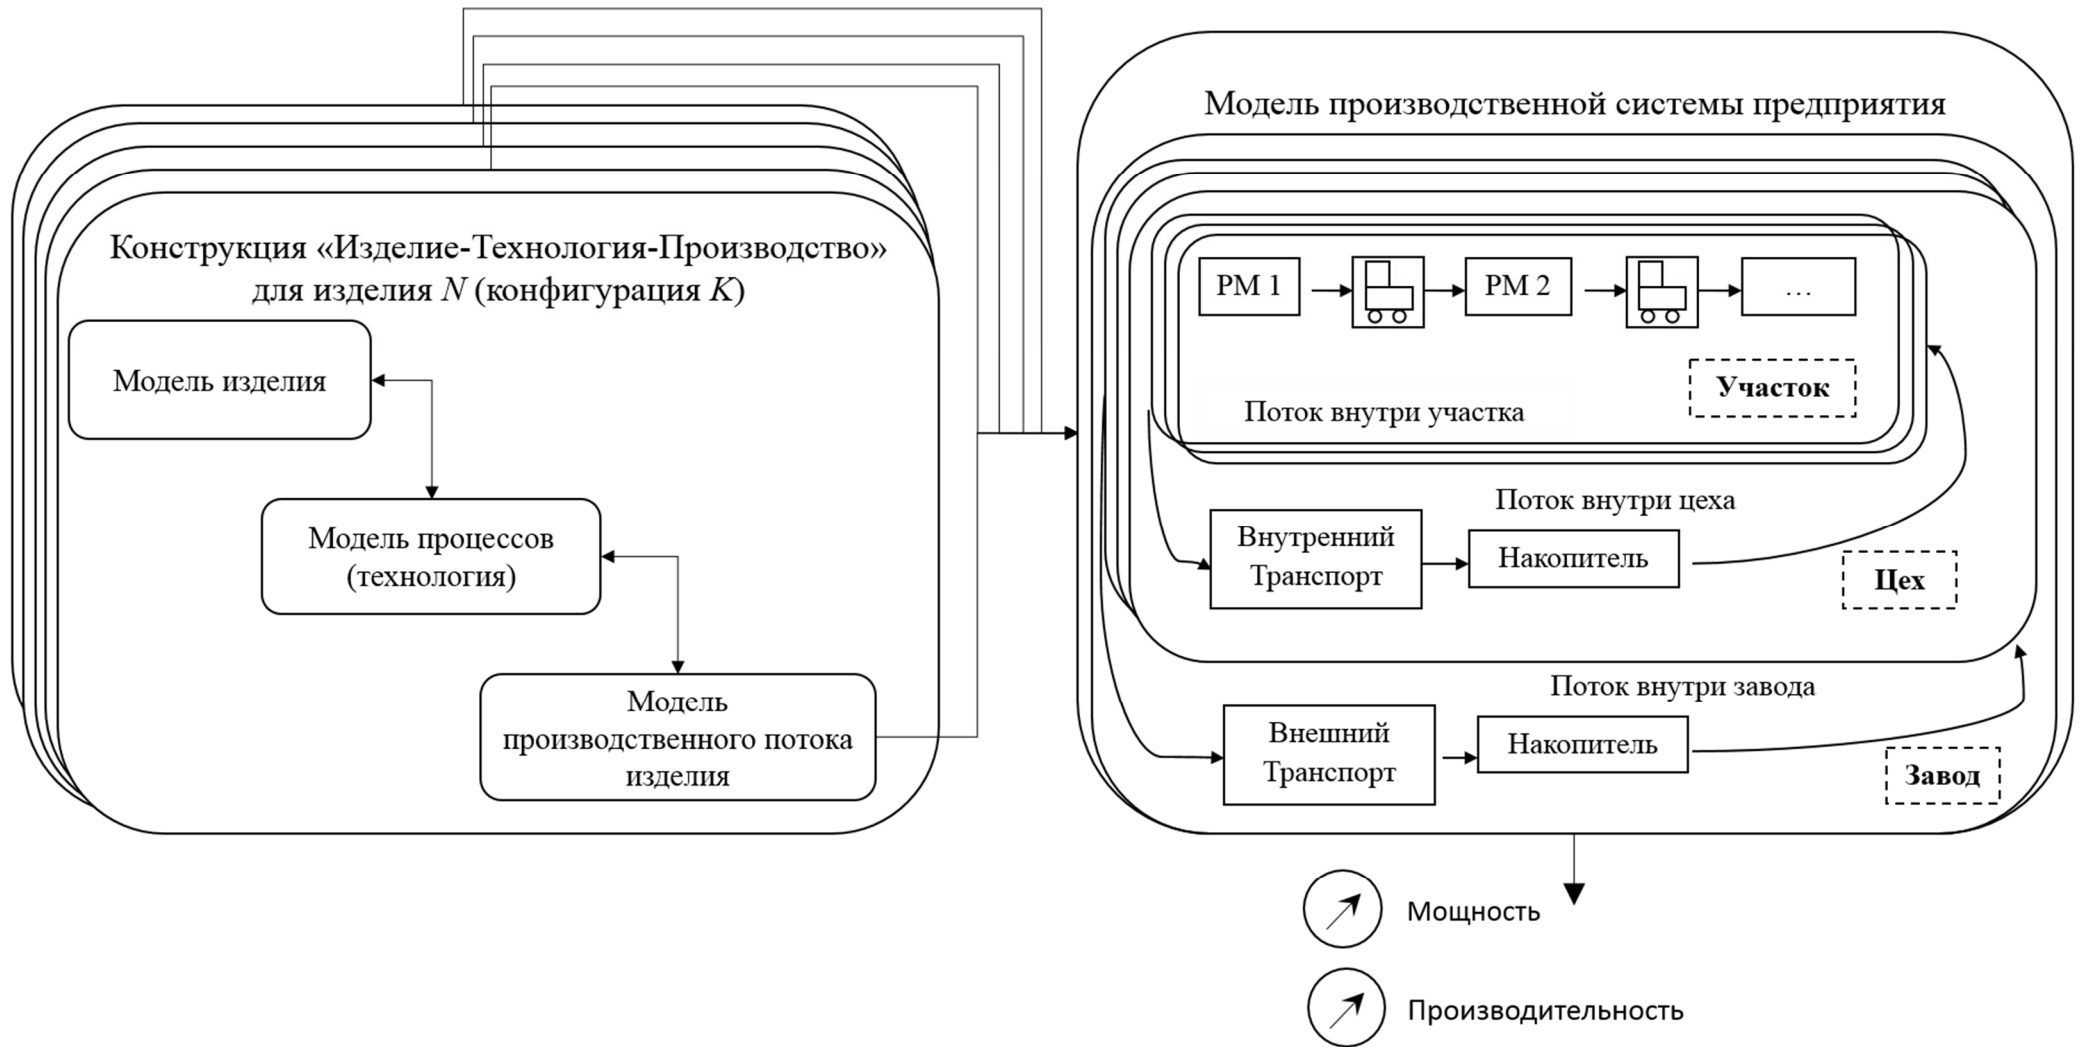 Конструкция «Изделие-Технология-Производство»
для изделия N (конфигурация K)
Модель изделия
Модель процессов
(технология)
Модель
производственного потока
изделия
Модель производственной системы предприятия
РМ 1
РМ 2
...
Участок
Поток внутри участка
Поток внутри цеха
Внутренний
Транспорт
Накопитель
Цех
Поток внутри завода
Внешний
Транспорт
Накопитель
Завод
Мощность
Производительность